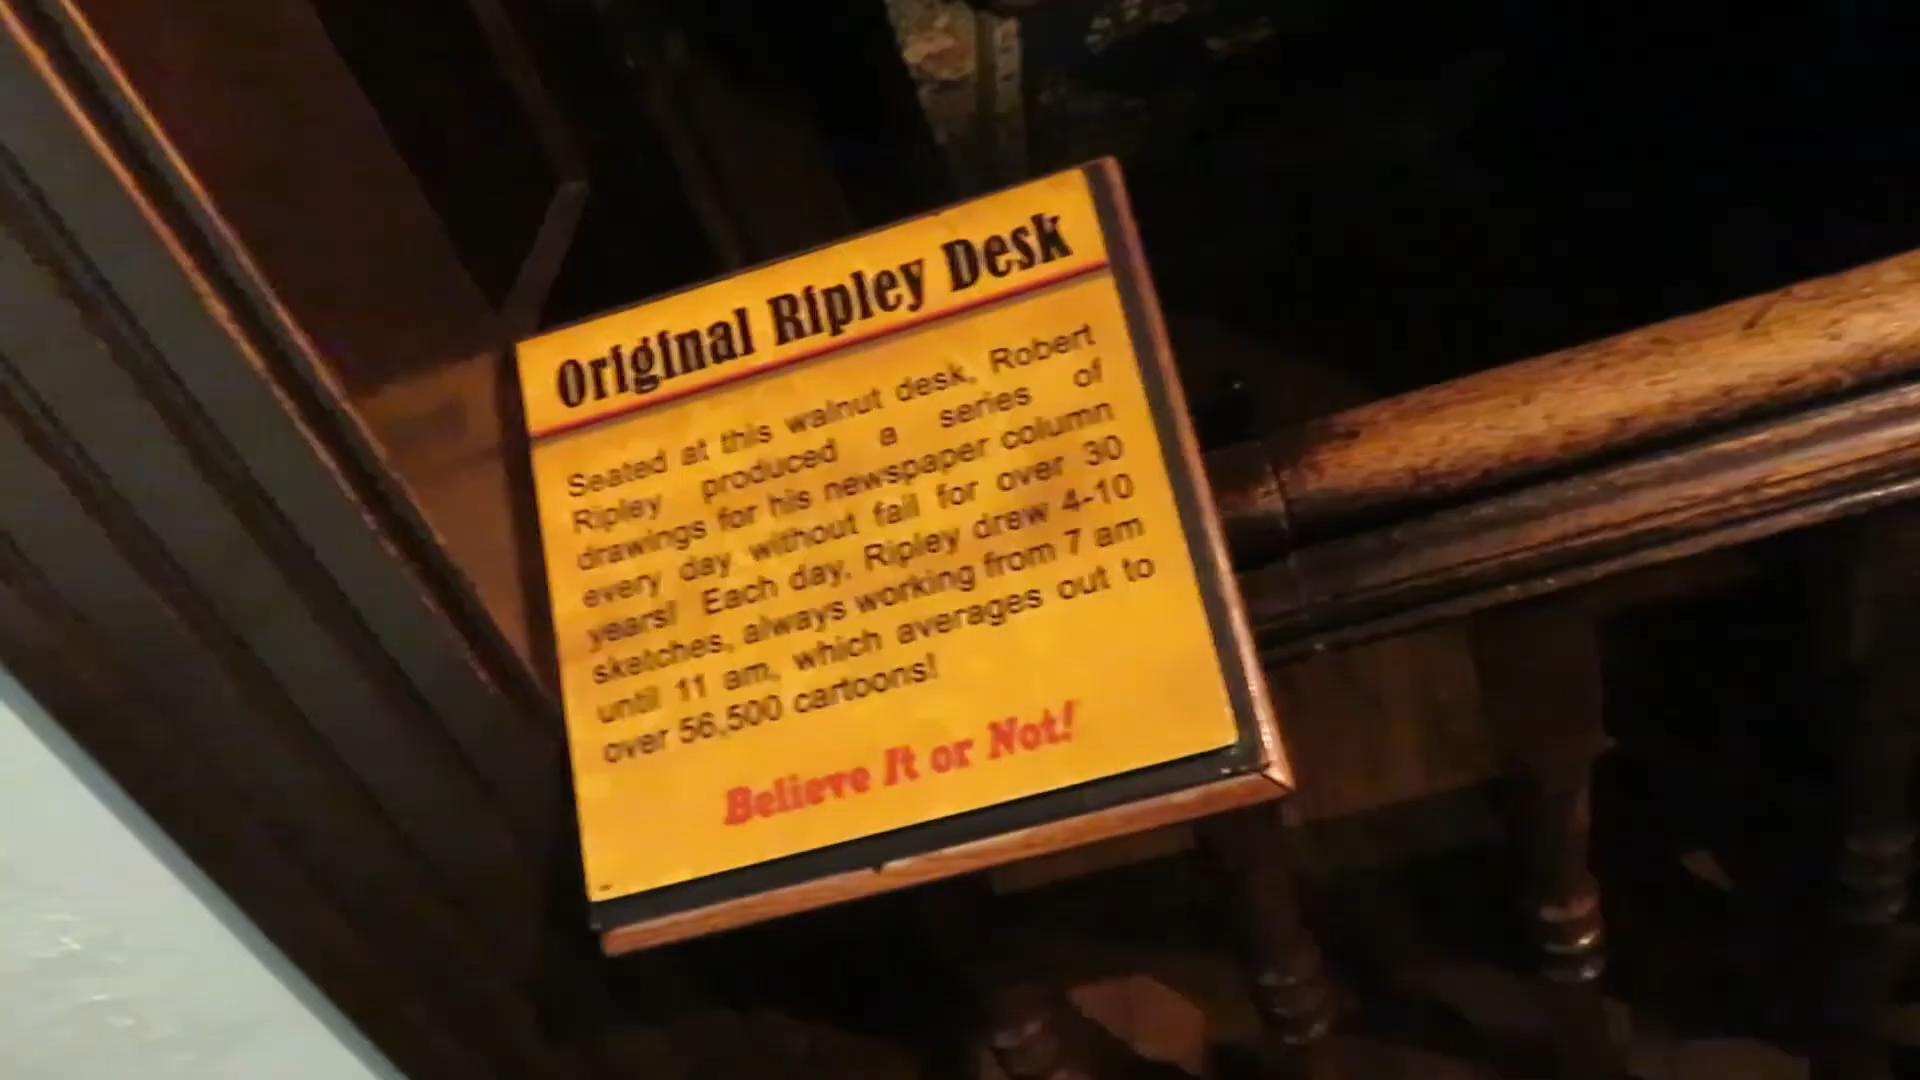 Original Ripley Desk
Seated at this walnut desk, Robert
Ripley produced a series of
drawings for his newspaper column
every day without fail for over 30
years! Each day, Ripley drew 4-10
sketches, always working from 7 am
until 11 am, which averages out to
over 56,500 cartoons!
Believe It or Not!